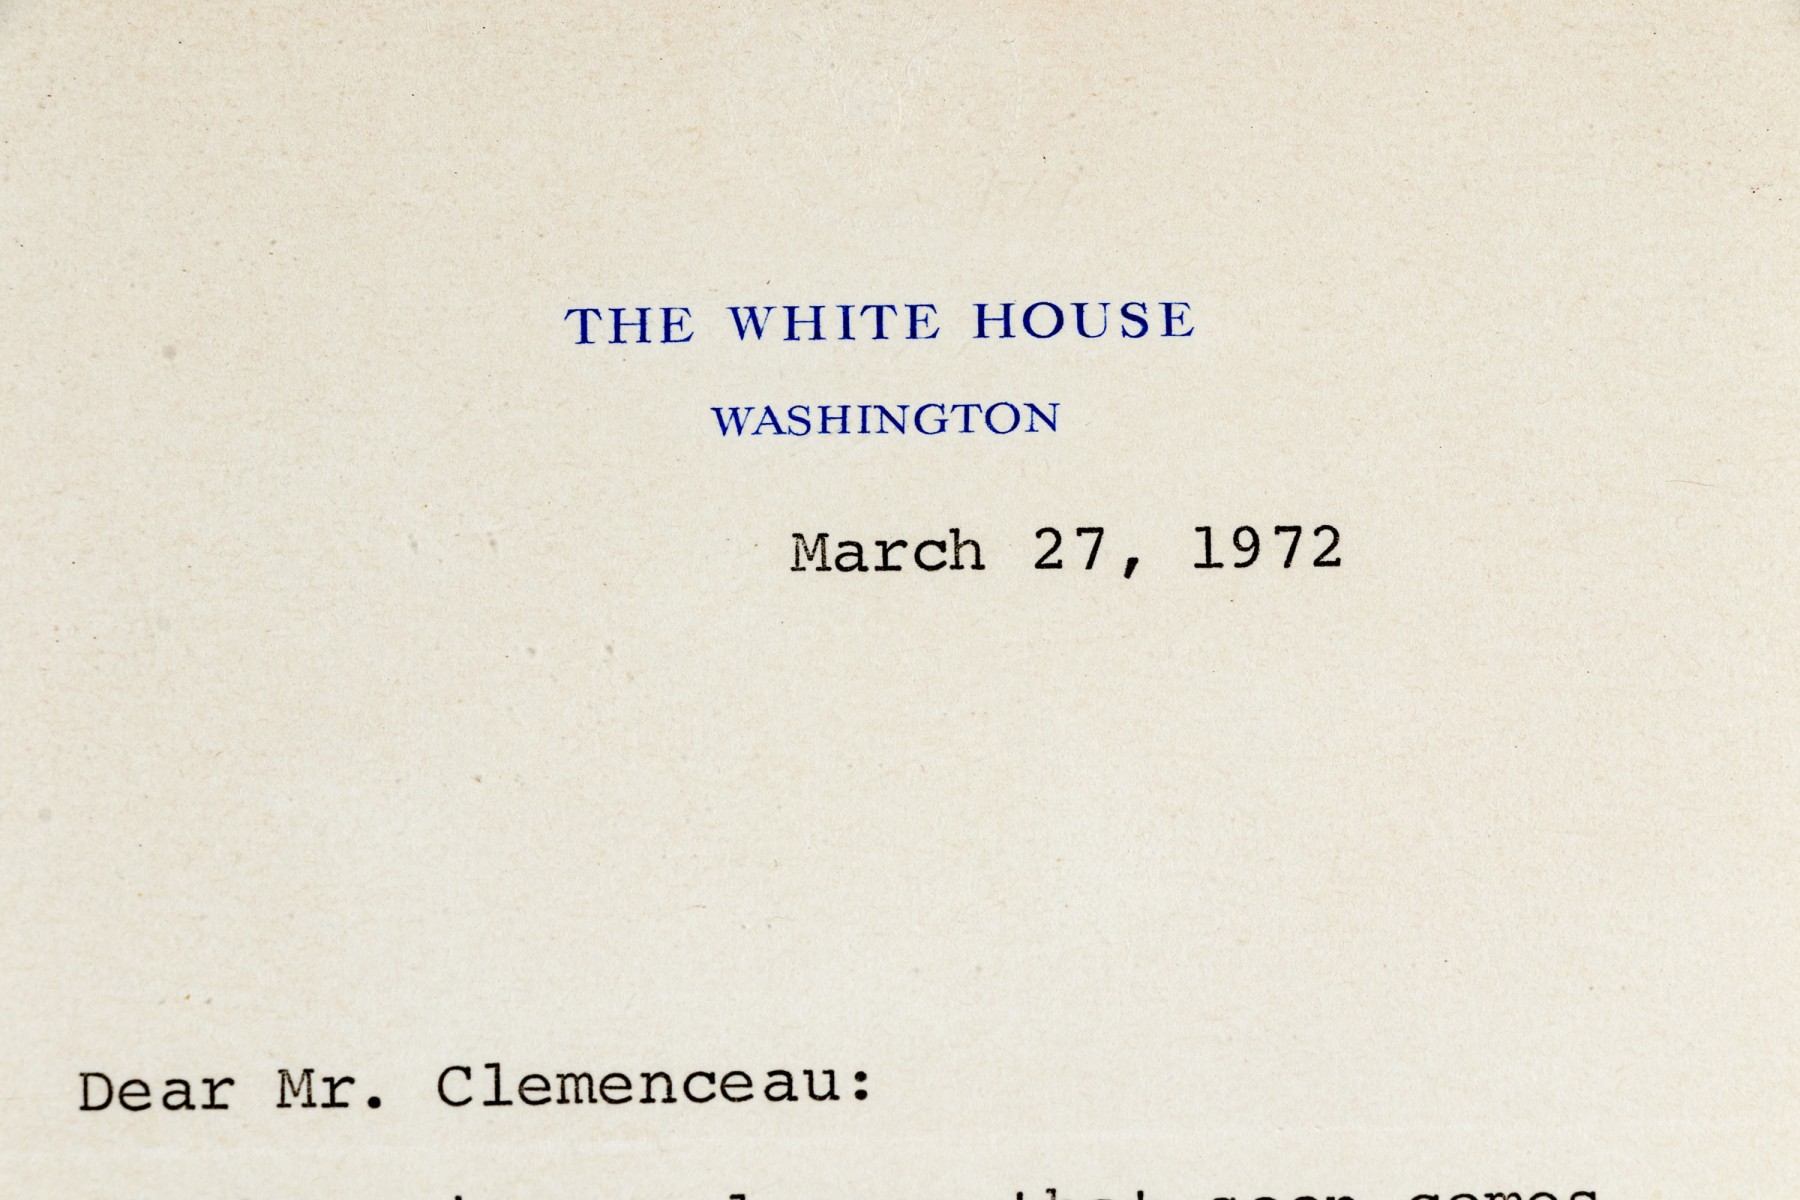 THE WHITE HOUSE
WASHINGTON
March 27, 1972
Dear Mr. Clemenceau: